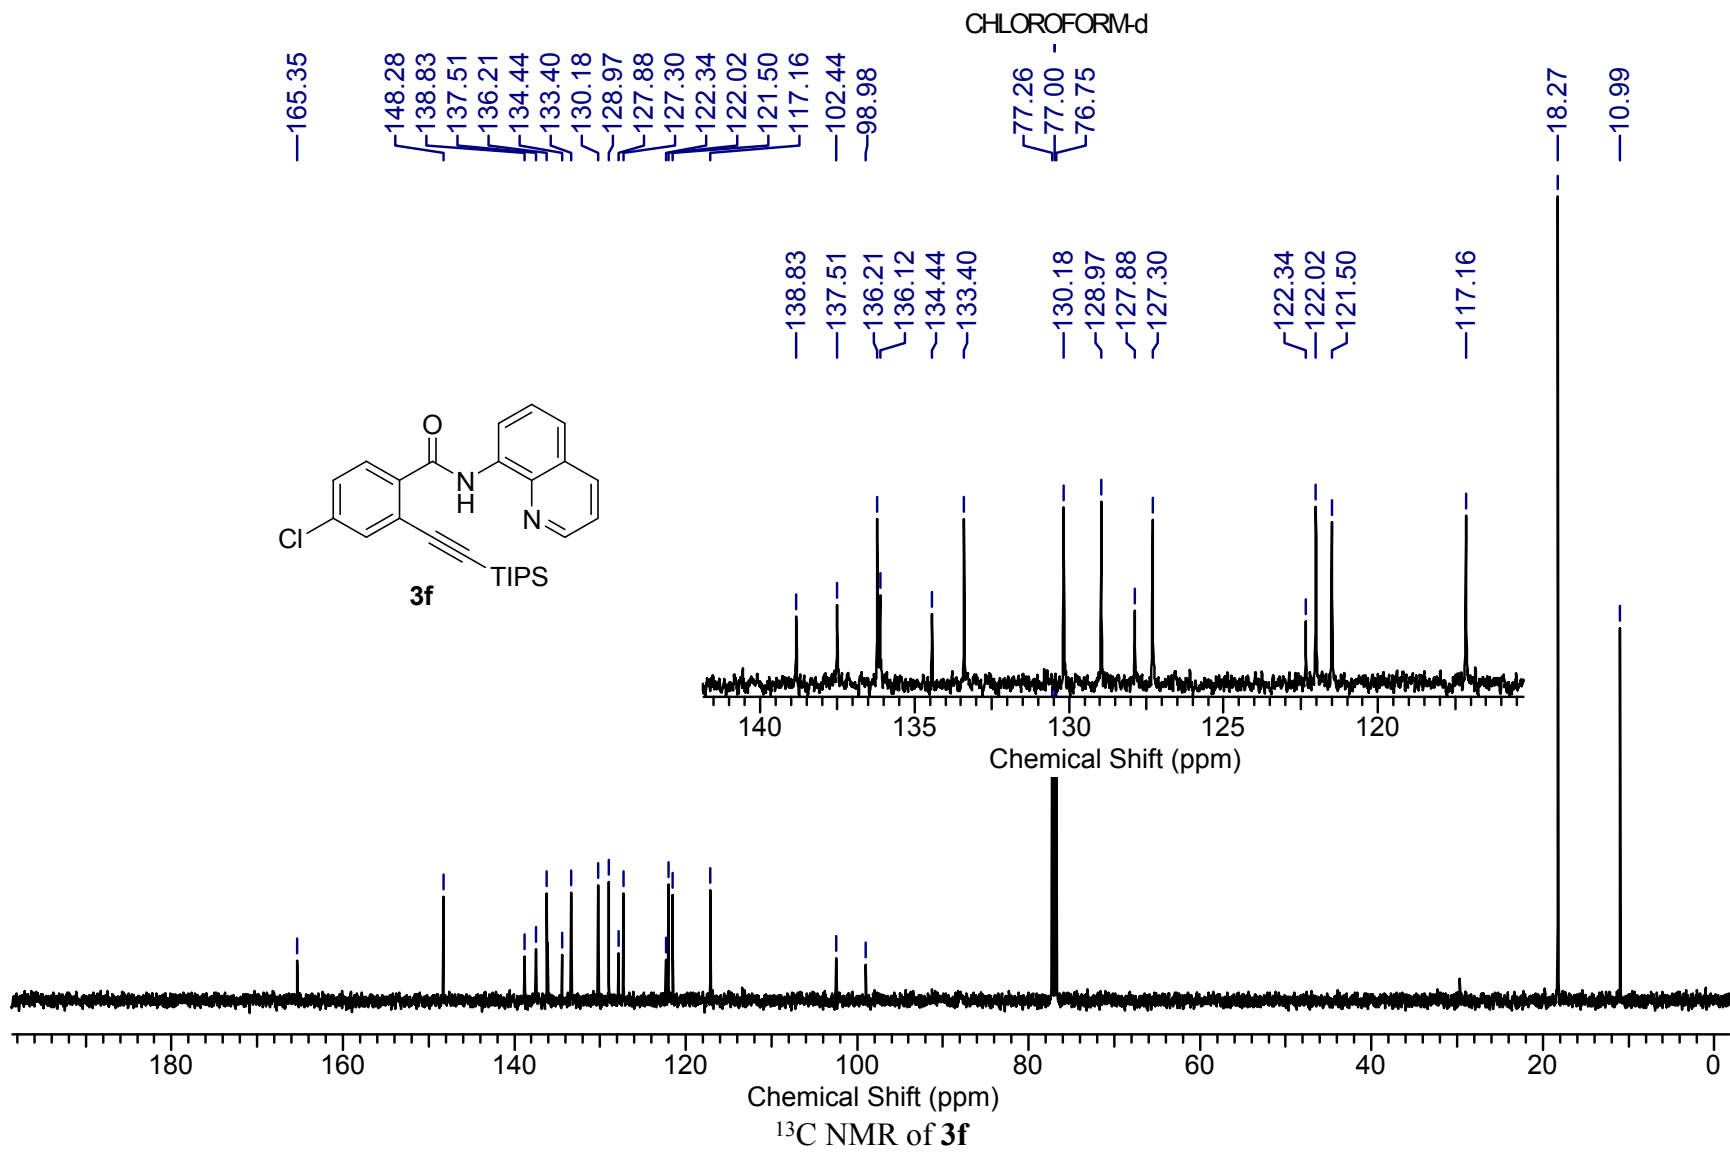 CHLOROFORM-d
165.35
148.28
138.83
137.51
136.21
134.44
133.40
130.18
128.97
127.88
127.30
122.34
122.02
121.50
117.16
102.44
98.98
77.26
77.00
76.75
18.27
10.99
138.83
137.51
136.21
136.12
134.44
133.40
130.18
128.97
127.88
127.30
122.34
122.02
121.50
117.16
O
N
H
N
Cl
TIPS
3f
140 135 130 125 120
Chemical Shift (ppm)
180 160 140 120 100 80 60 40 20 0
Chemical Shift (ppm)
¹³C NMR of 3f